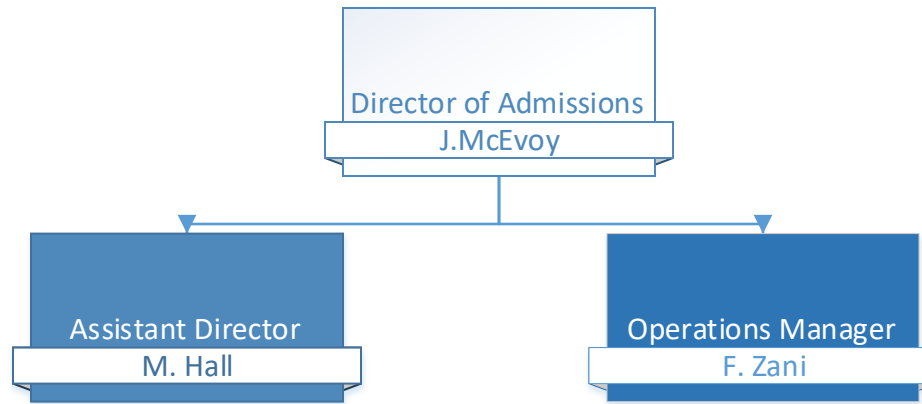 Director of Admissions
J.McEvoy
Assistant Director
M. Hall
Operations Manager
F. Zani